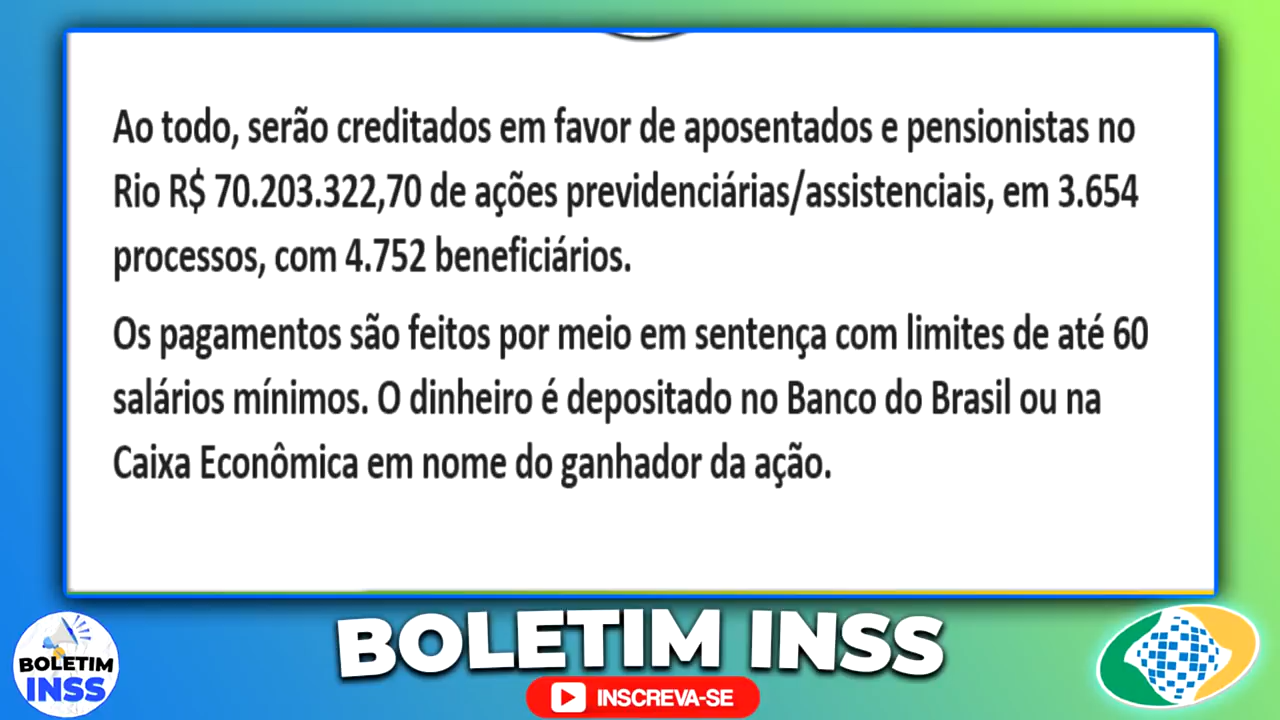 Ao todo, serão creditados em favor de aposentados e pensionistas no
Rio R$ 70.203.322,70 de ações previdenciárias/assistenciais, em 3.654
processos, com 4.752 beneficiários.
Os pagamentos são feitos por meio em sentença com limites de até 60
salários mínimos. O dinheiro é depositado no Banco do Brasil ou na
Caixa Econômica em nome do ganhador da ação.
BOLETIM INSS
INSCREVA-SE
BOLETIM
INSS